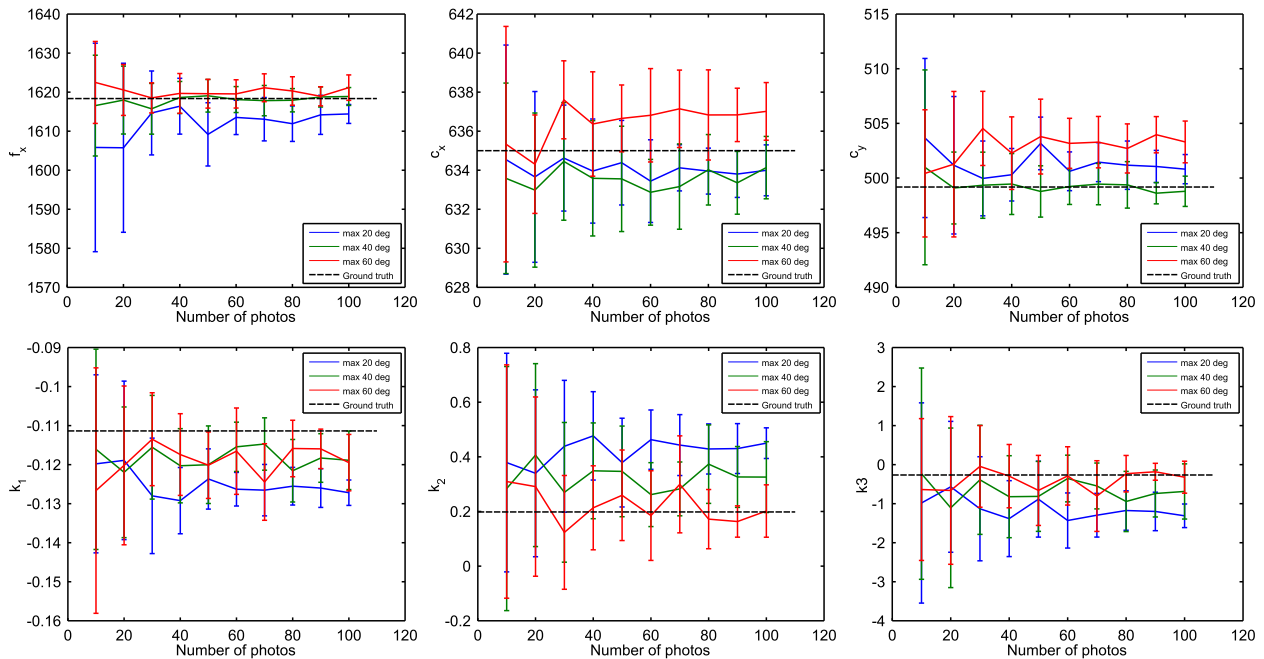 1640
1630
1620
1610
1600
1590
1580
1570
0
20
40
60
80
100
120
f_x
Number of photos
max 20 deg
max 40 deg
max 60 deg
Ground truth
642
640
638
636
634
632
630
628
0
20
40
60
80
100
120
c_x
Number of photos
max 20 deg
max 40 deg
max 60 deg
Ground truth
515
510
505
500
495
490
0
20
40
60
80
100
120
c_y
Number of photos
max 20 deg
max 40 deg
max 60 deg
Ground truth
-0.09
-0.1
-0.11
-0.12
-0.13
-0.14
-0.15
-0.16
0
20
40
60
80
100
120
k_1
Number of photos
max 20 deg
max 40 deg
max 60 deg
Ground truth
0.8
0.6
0.4
0.2
0
-0.2
0
20
40
60
80
100
120
k_2
Number of photos
max 20 deg
max 40 deg
max 60 deg
Ground truth
3
2
1
0
-1
-2
-3
-4
0
20
40
60
80
100
120
k3
Number of photos
max 20 deg
max 40 deg
max 60 deg
Ground truth